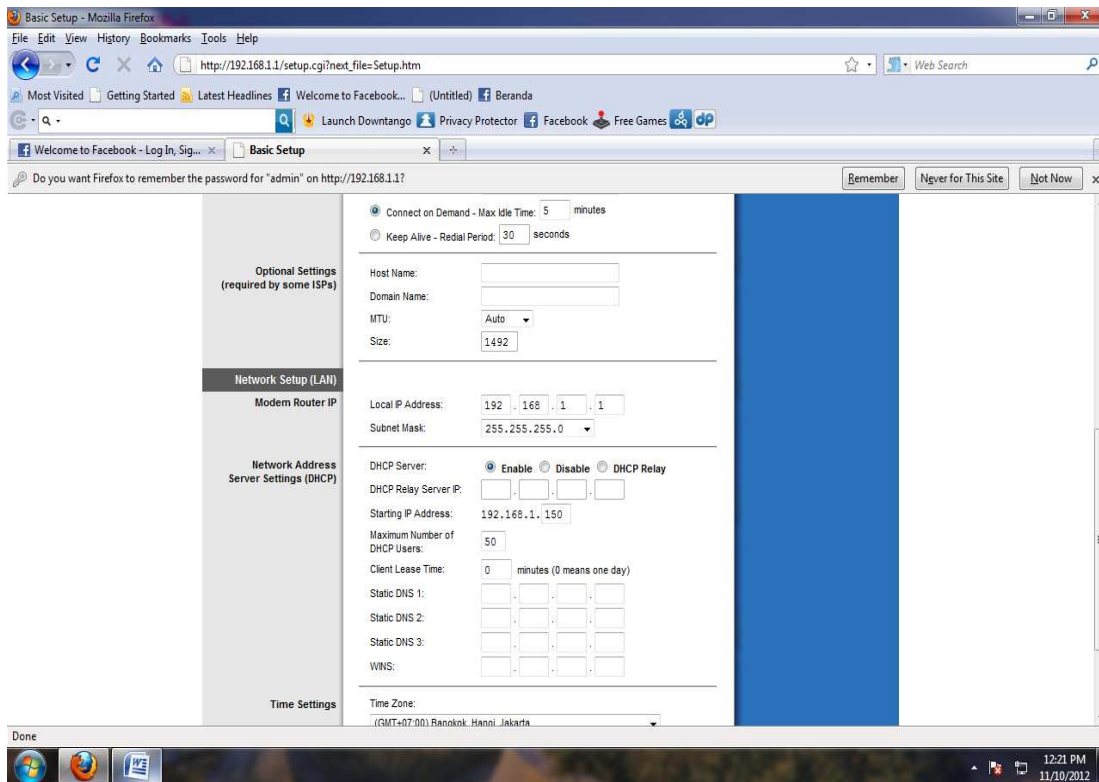 Basic Setup - Mozilla Firefox
File Edit View History Bookmarks Tools Help
http://192.168.1.1/setup.cgi?next_file=Setup.htm
Web Search
Most Visited Getting Started Latest Headlines Welcome to Facebook... (Untitled) Beranda
Launch Downtango Privacy Protector Facebook Free Games dP
Welcome to Facebook - Log In, Sig... Basic Setup
Do you want Firefox to remember the password for "admin" on http://192.168.1.1? Remember Never for This Site Not Now
Connect on Demand - Max Idle Time: 5 minutes
Keep Alive - Redial Period: 30 seconds
Optional Settings
(required by some ISPs)
Host Name:
Domain Name:
MTU: Auto
Size: 1492
Network Setup (LAN)
Modem Router IP
Local IP Address: 192 . 168 . 1 . 1
Subnet Mask: 255.255.255.0
Network Address
Server Settings (DHCP)
DHCP Server: Enable Disable DHCP Relay
DHCP Relay Server IP: . . .
Starting IP Address: 192.168.1. 150
Maximum Number of
DHCP Users: 50
Client Lease Time: 0 minutes (0 means one day)
Static DNS 1: . . .
Static DNS 2: . . .
Static DNS 3: . . .
WINS: . . .
Time Settings
Time Zone:
(GMT+07:00) Bangkok, Hanoi, Jakarta
Done
12:21 PM
11/10/2012